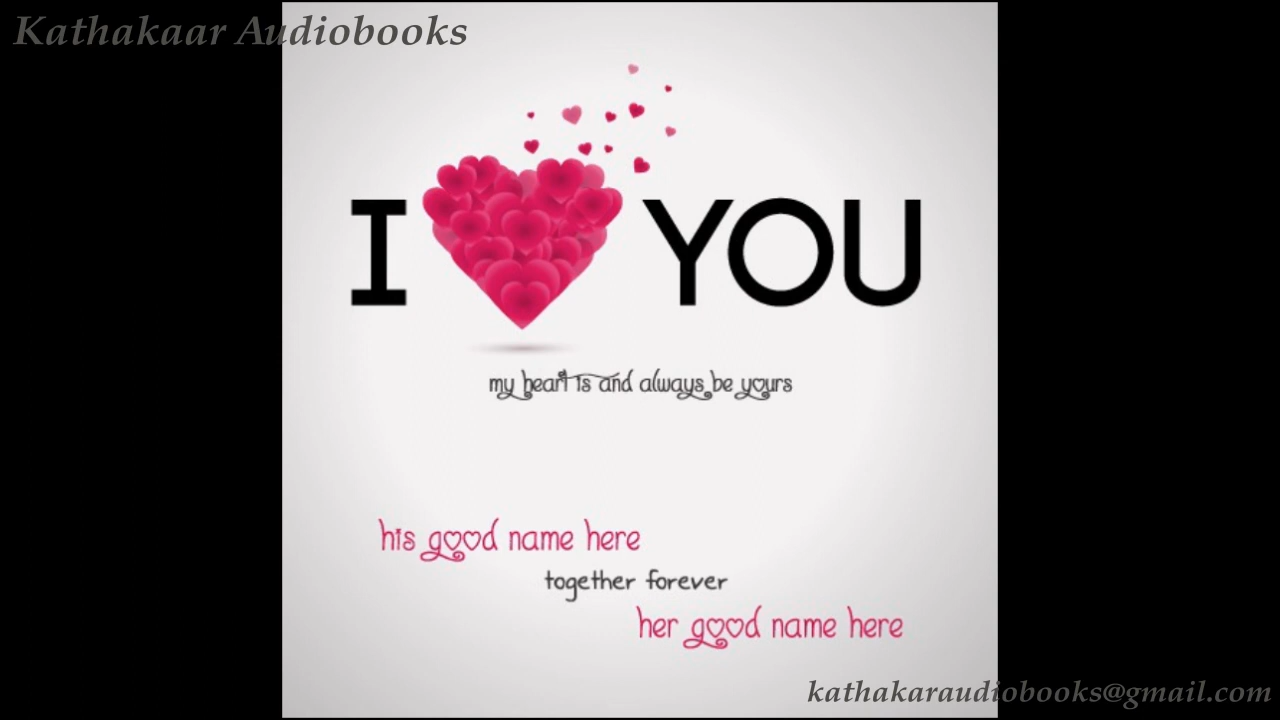 Kathakaar Audiobooks
I YOU
my heart is and always be yours
his good name here
together forever
her good name here
kathakaraudiobooks@gmail.com